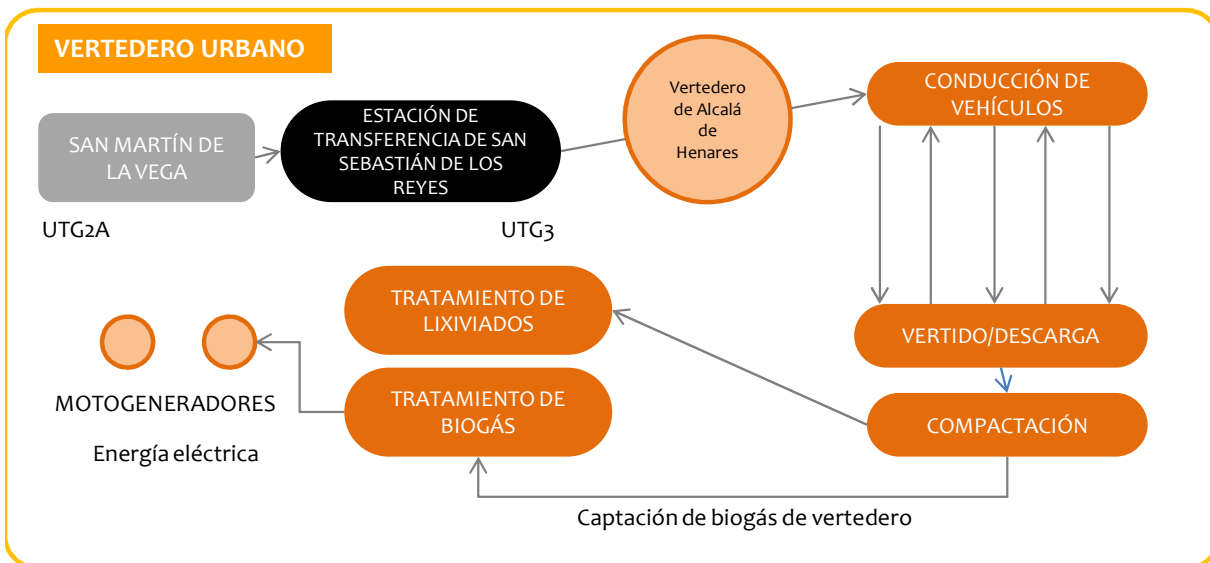 VERTEDERO URBANO
SAN MARTÍN DE
LA VEGA
UTG2A
ESTACIÓN DE
TRANSFERENCIA DE SAN
SEBASTIÁN DE LOS
REYES
UTG3
Vertedero
de Alcalá
de
Henares
CONDUCCIÓN DE
VEHÍCULOS
VERTIDO/DESCARGA
COMPACTACIÓN
TRATAMIENTO DE
LIXIVIADOS
TRATAMIENTO DE
BIOGÁS
Captación de biogás de vertedero
MOTOGENERADORES
Energía eléctrica